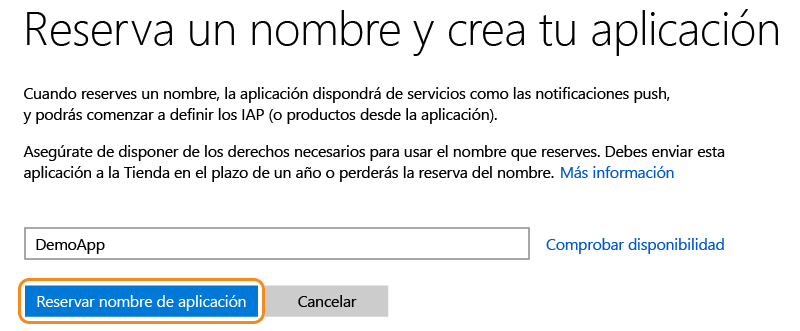 Reserva un nombre y crea tu aplicación
Cuando reserves un nombre, la aplicación dispondrá de servicios como las notificaciones push,
y podrás comenzar a definir los IAP (o productos desde la aplicación).
Asegúrate de disponer de los derechos necesarios para usar el nombre que reserves. Debes enviar esta
aplicación a la Tienda en el plazo de un año o perderás la reserva del nombre. Más información
DemoApp Comprobar disponibilidad
Reservar nombre de aplicación Cancelar